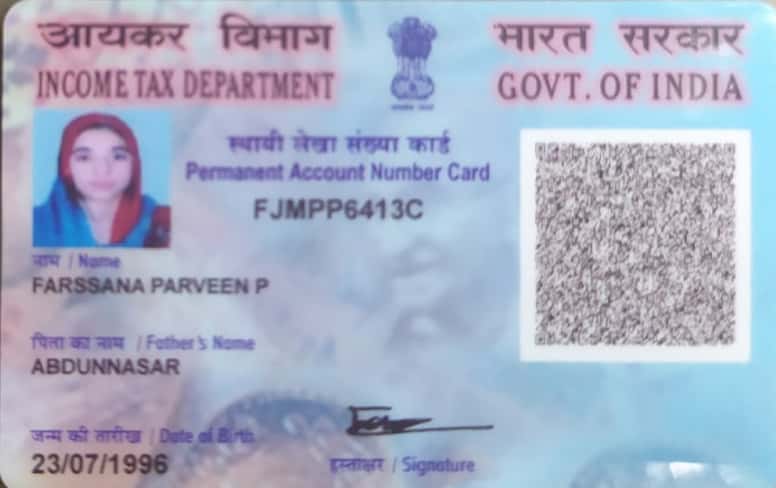 आयकर विभाग
INCOME TAX DEPARTMENT
भारत सरकार
GOVT. OF INDIA
स्थायी लेखा संख्या कार्ड
Permanent Account Number Card
FJMPP6413C
नाम / Name
FARSSANA PARVEEN P
पिता का नाम / Father's Name
ABDUNNASAR
जन्म की तारीख / Date of Birth
23/07/1996
हस्ताक्षर / Signature